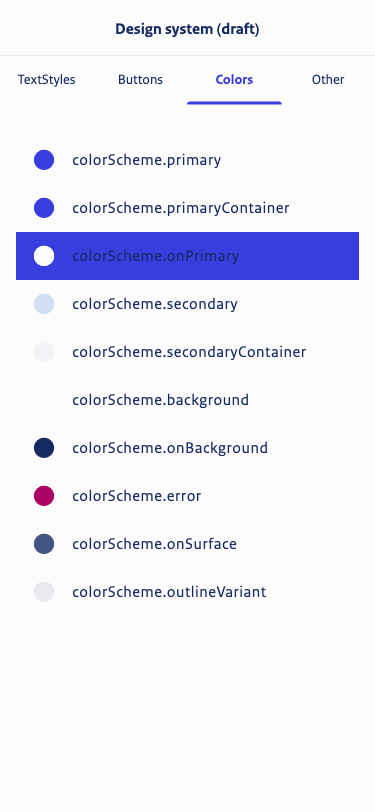 Design system (draft)
TextStyles Buttons Colors Other
colorScheme.primary
colorScheme.primaryContainer
colorScheme.onPrimary
colorScheme.secondary
colorScheme.secondaryContainer
colorScheme.background
colorScheme.onBackground
colorScheme.error
colorScheme.onSurface
colorScheme.outlineVariant